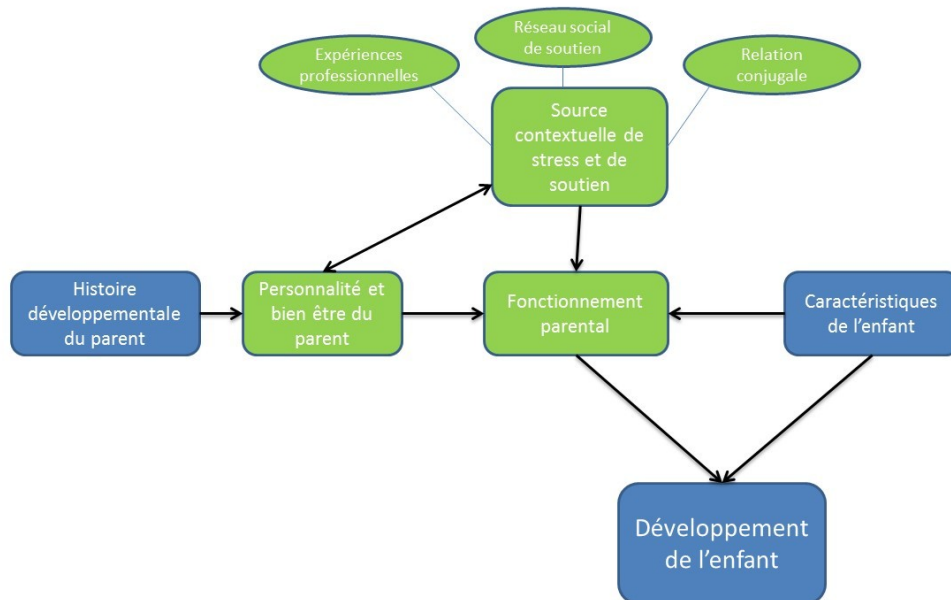 Réseau social
de soutien
Expériences
professionnelles
Relation
conjugale
Source
contextuelle de
stress et de
soutien
Histoire
développementale
du parent
Personnalité et
bien être du
parent
Fonctionnement
parental
Caractéristiques
de l'enfant
Développement
de l'enfant